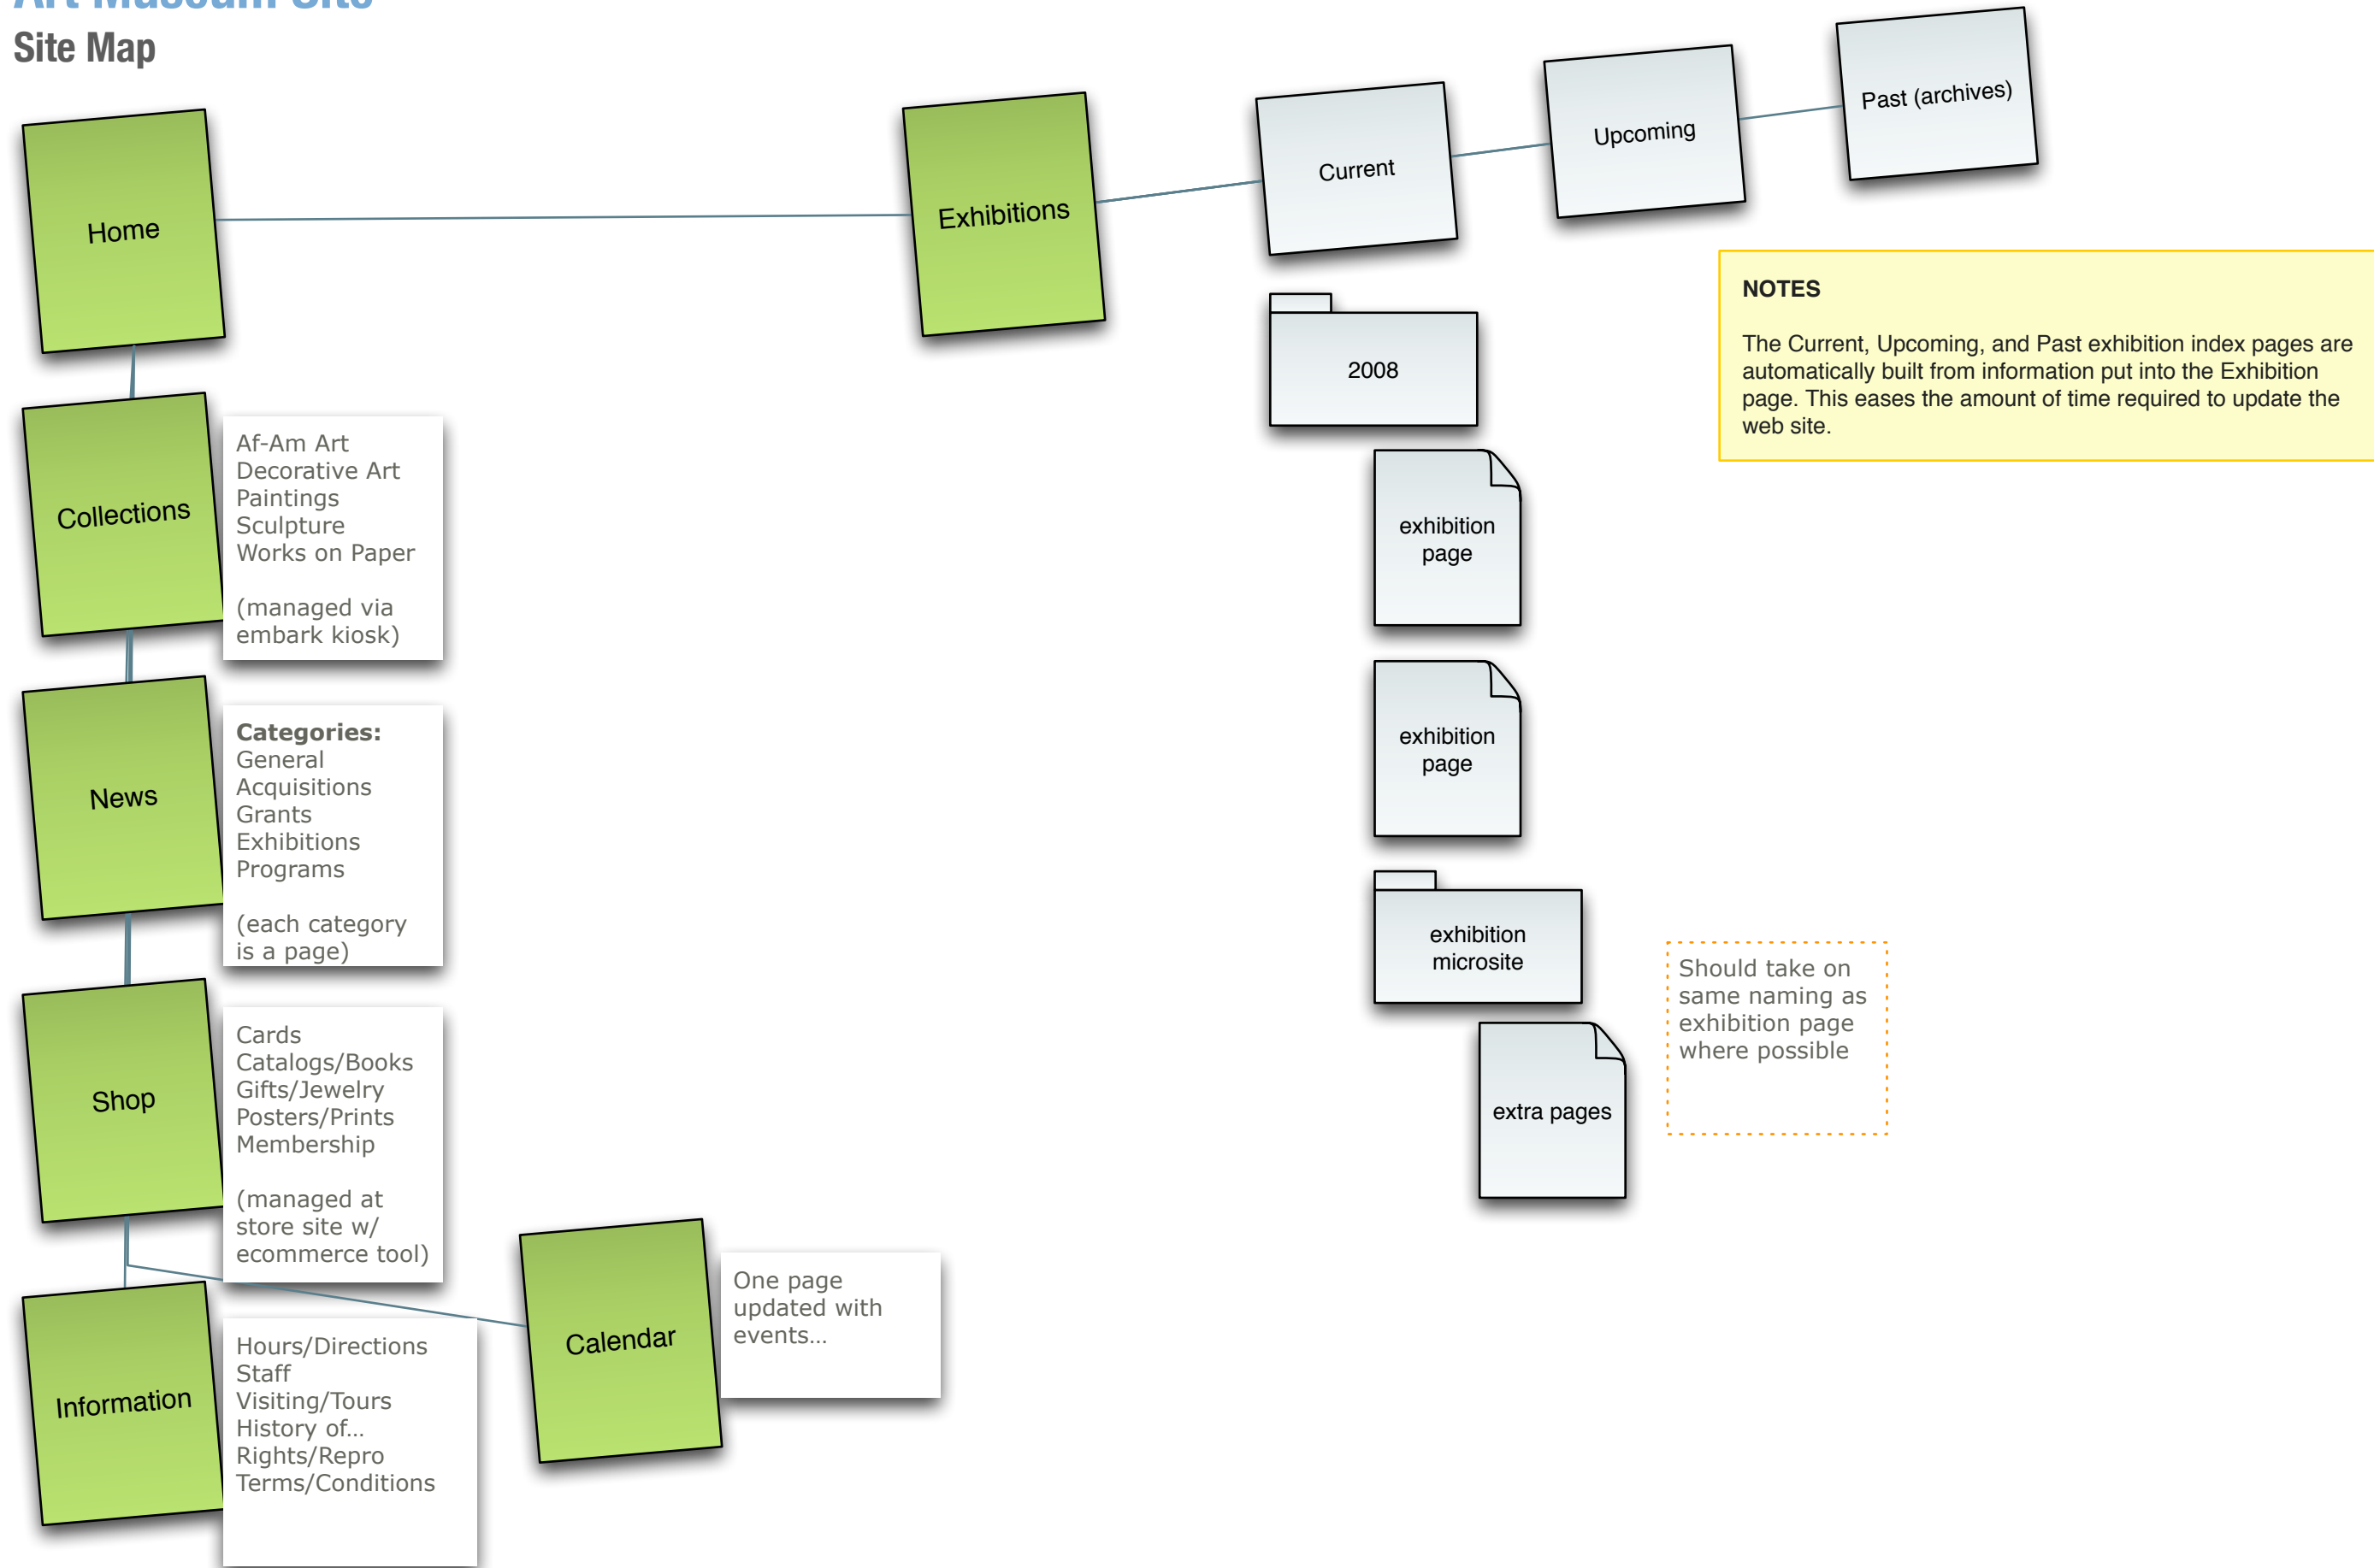 Art Museum Site
Site Map
Home
Exhibitions
Current
Upcoming
Past (archives)
NOTES
The Current, Upcoming, and Past exhibition index pages are
automatically built from information put into the Exhibition
page. This eases the amount of time required to update the
web site.
2008
exhibition
page
exhibition
page
exhibition
microsite
extra pages
Should take on
same naming as
exhibition page
where possible
Collections
Af-Am Art
Decorative Art
Paintings
Sculpture
Works on Paper
(managed via
embark kiosk)
News
Categories:
General
Acquisitions
Grants
Exhibitions
Programs
(each category
is a page)
Shop
Cards
Catalogs/Books
Gifts/Jewelry
Posters/Prints
Membership
(managed at
store site w/
ecommerce tool)
Information
Hours/Directions
Staff
Visiting/Tours
History of…
Rights/Repro
Terms/Conditions
Calendar
One page
updated with
events…